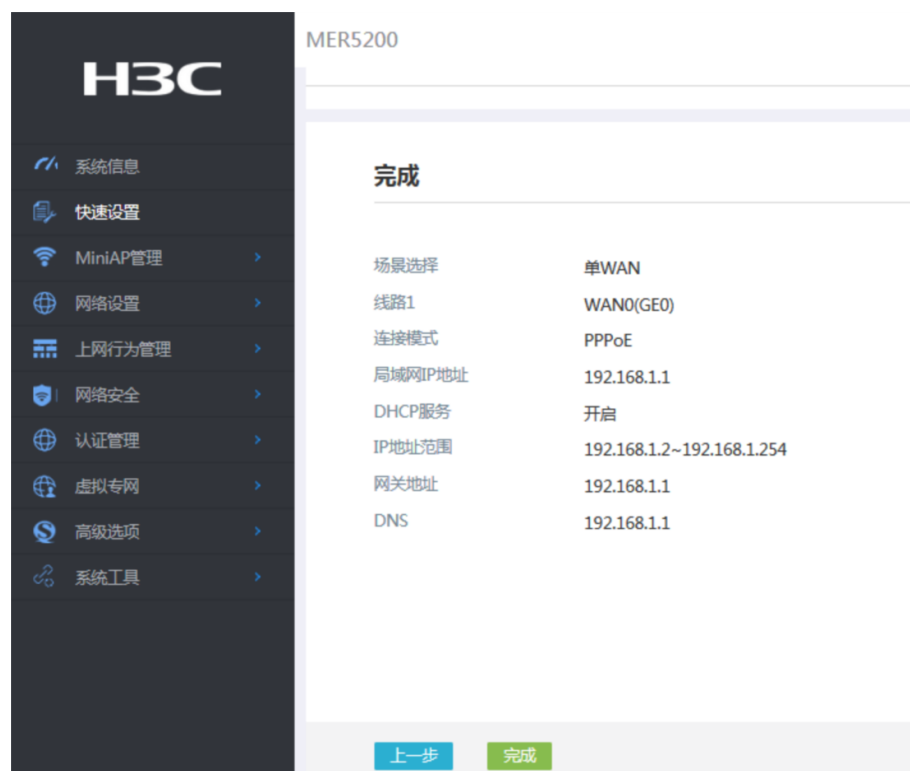 MER5200
H3C
系统信息
快速设置
MiniAP管理
网络设置
上网行为管理
网络安全
认证管理
虚拟专网
高级选项
系统工具
完成
场景选择 单WAN
线路1 WAN0(GE0)
连接模式 PPPoE
局域网IP地址 192.168.1.1
DHCP服务 开启
IP地址范围 192.168.1.2~192.168.1.254
网关地址 192.168.1.1
DNS 192.168.1.1
上一步 完成